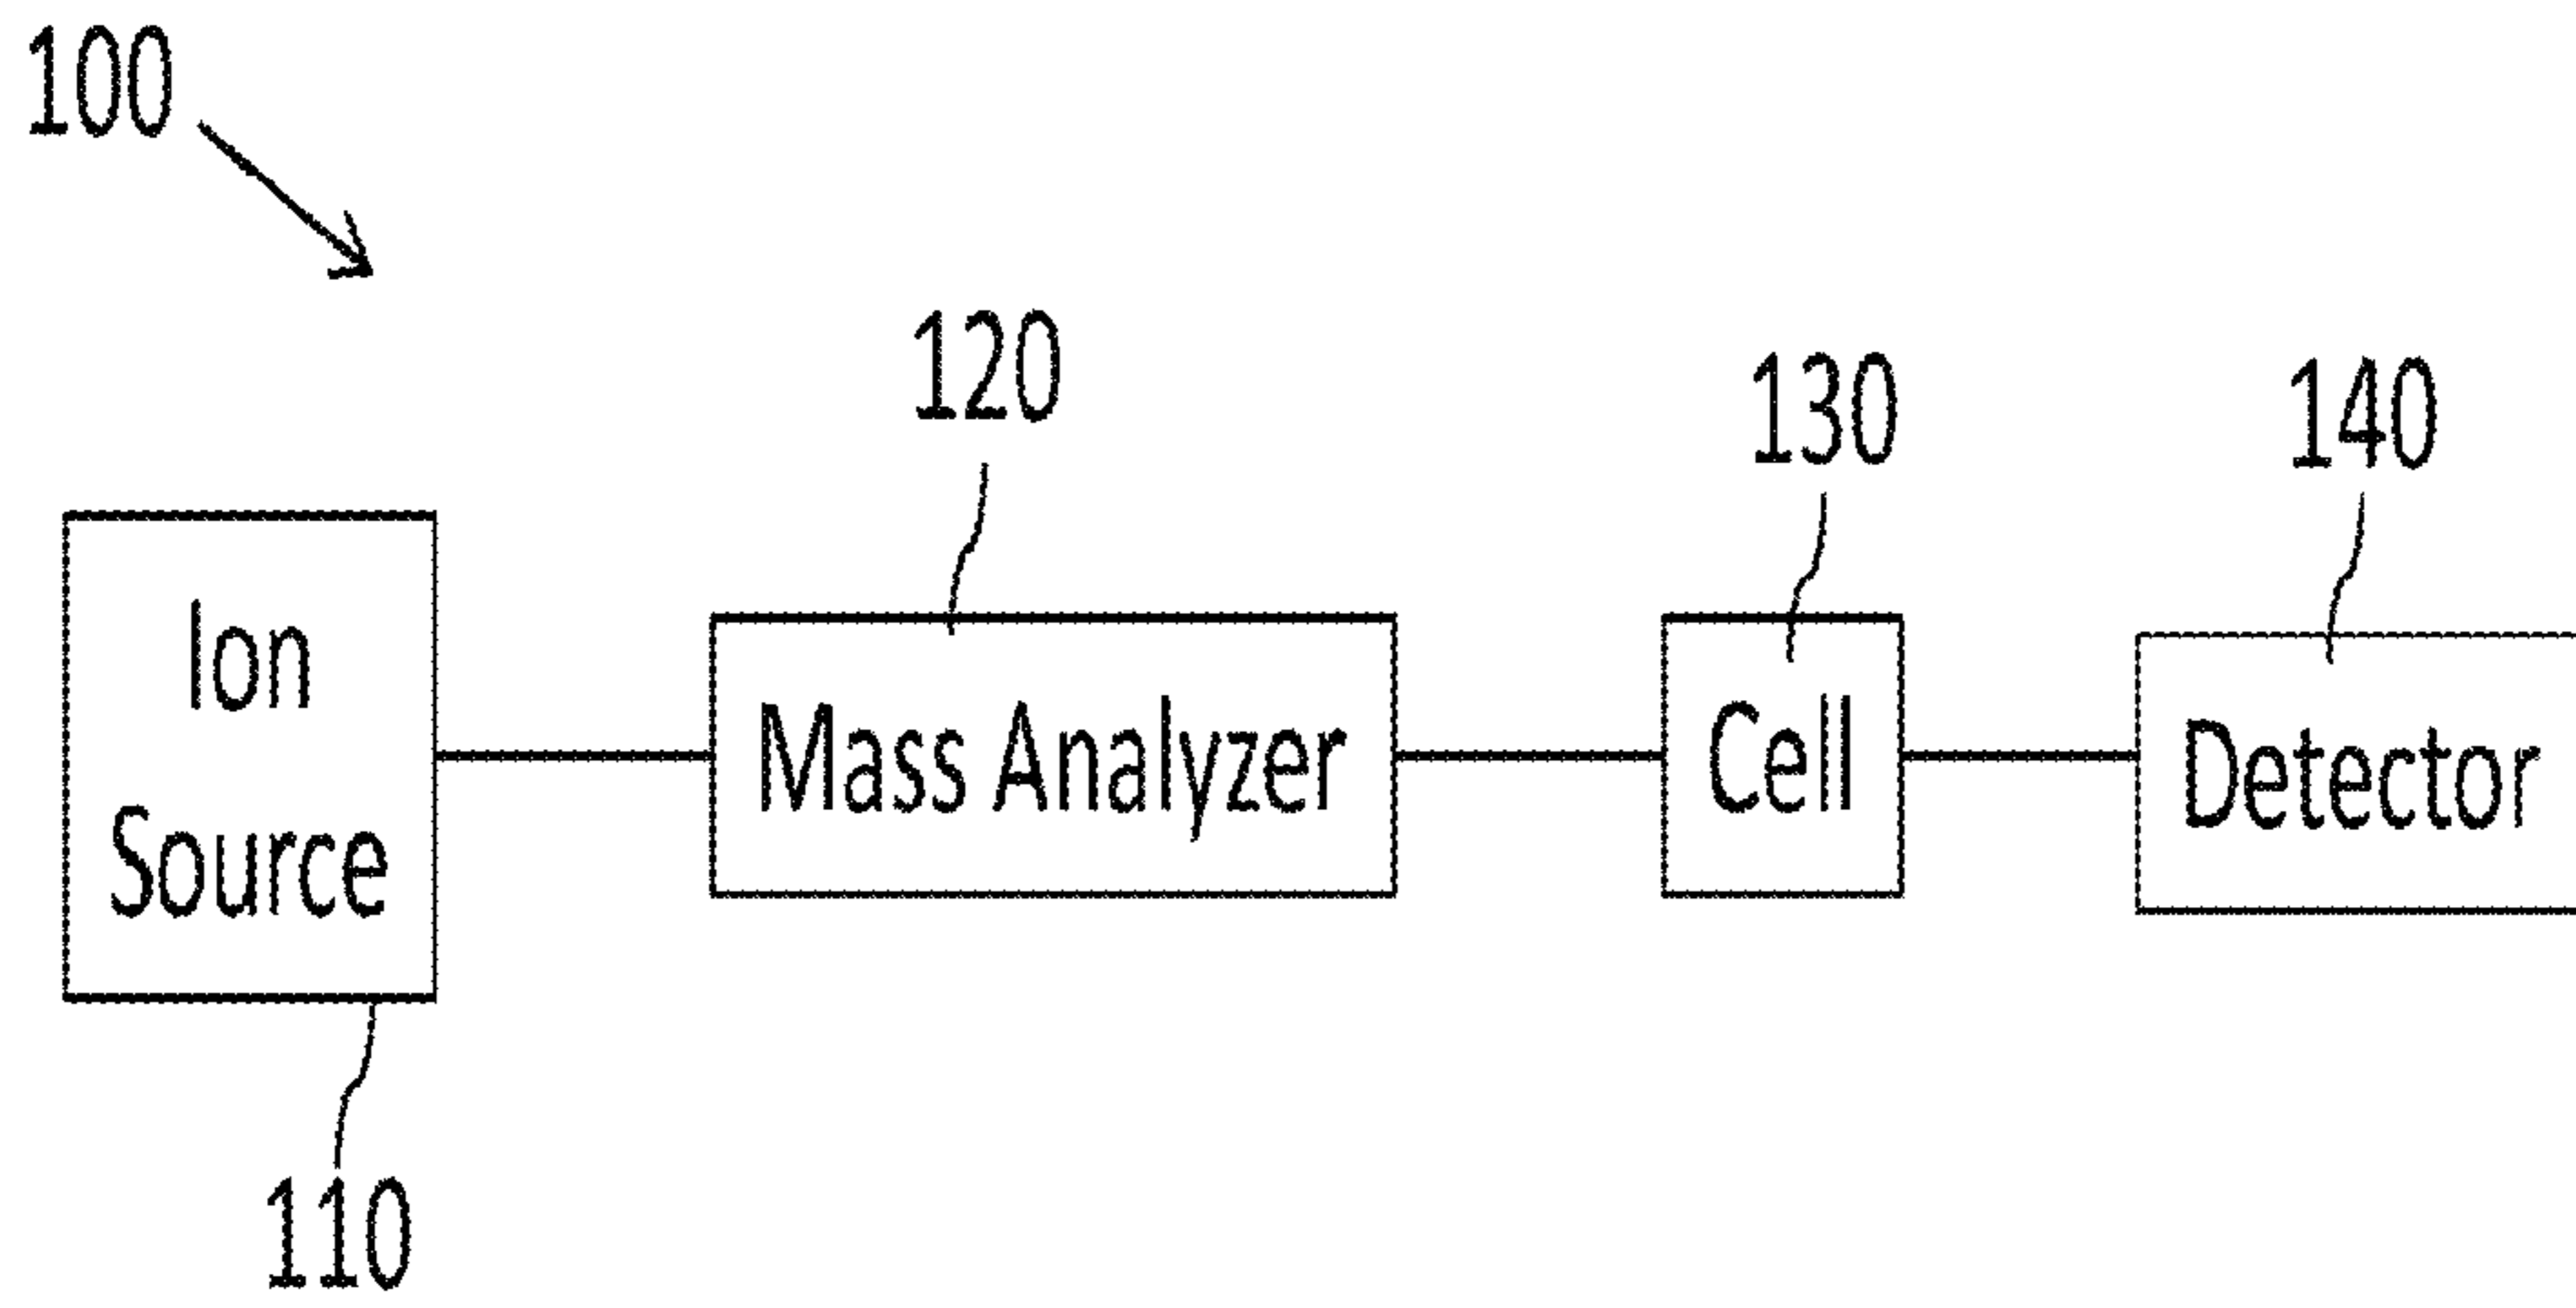 100
120
130
140
Ion
Source
Mass Analyzer
Cell
Detector
110